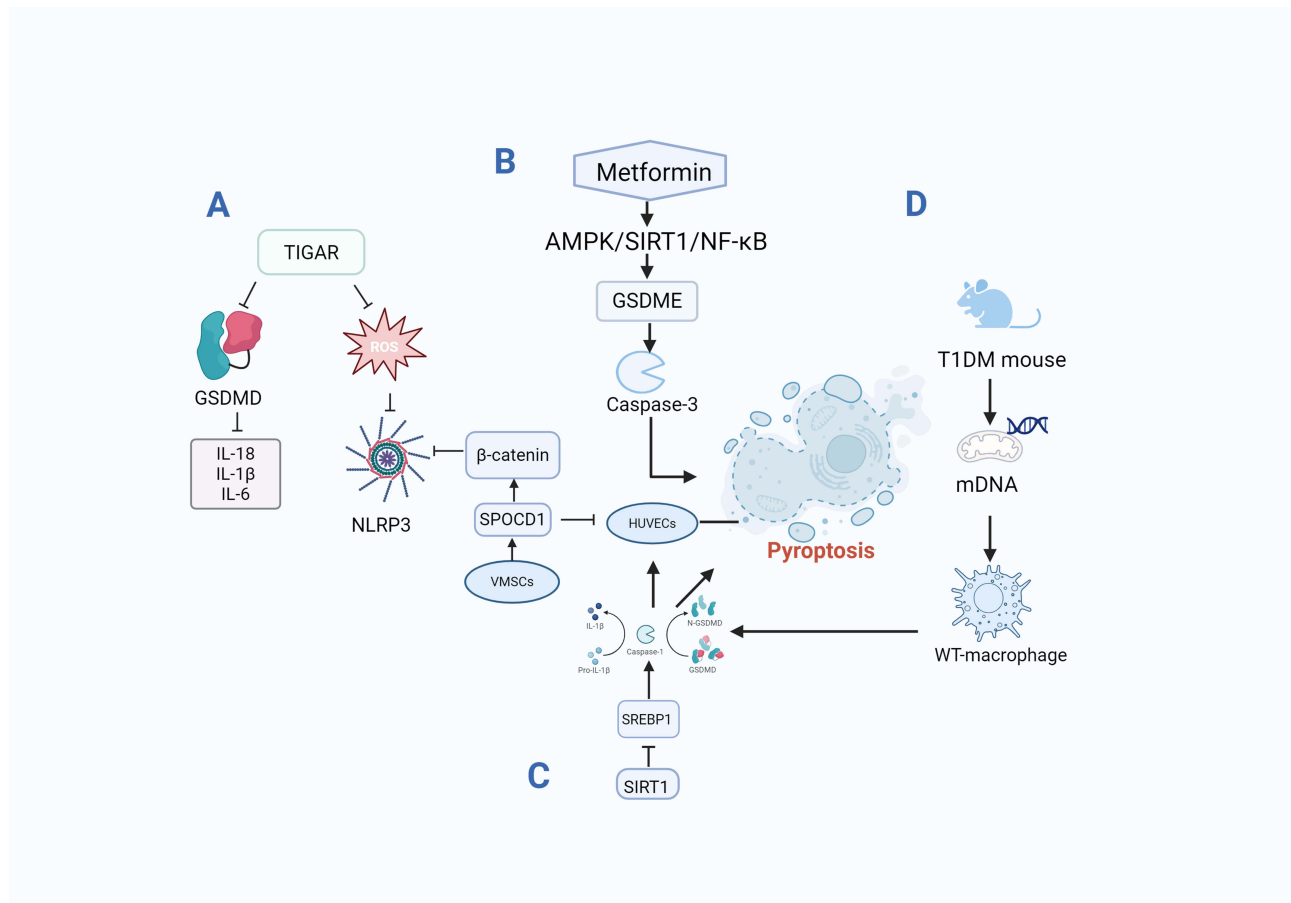 A
TIGAR
GSDMD
IL-18
IL-1β
IL-6
ROS
NLRP3
β-catenin
SPOCD1
VMSCs
B
Metformin
AMPK/SIRT1/NF-κB
GSDME
Caspase-3
HUVECs
Pyroptosis
C
IL-1β
Pro-IL-1β
Caspase-1
N-GSDMD
GSDMD
SREBP1
SIRT1
D
T1DM mouse
mDNA
WT-macrophage